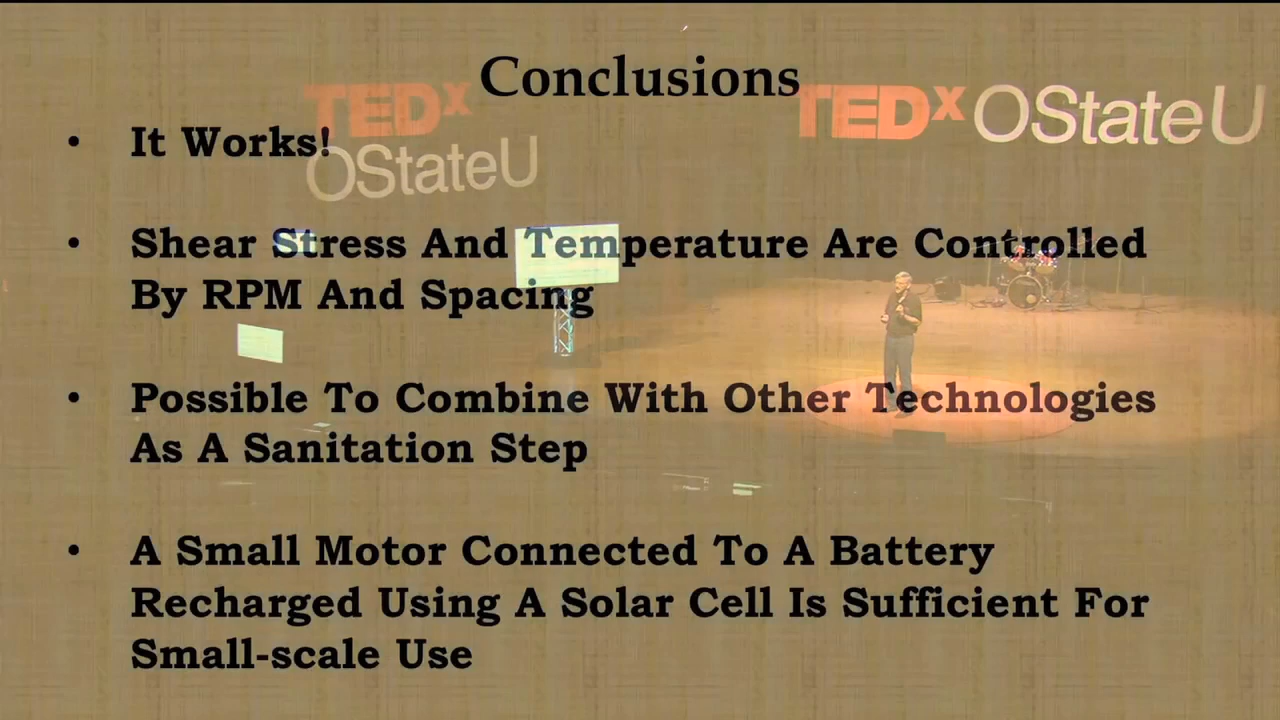 Conclusions
TEDx
OStateU
TEDxOStateU
• It Works!
• Shear Stress And Temperature Are Controlled
By RPM And Spacing
• Possible To Combine With Other Technologies
As A Sanitation Step
• A Small Motor Connected To A Battery
Recharged Using A Solar Cell Is Sufficient For
Small-scale Use